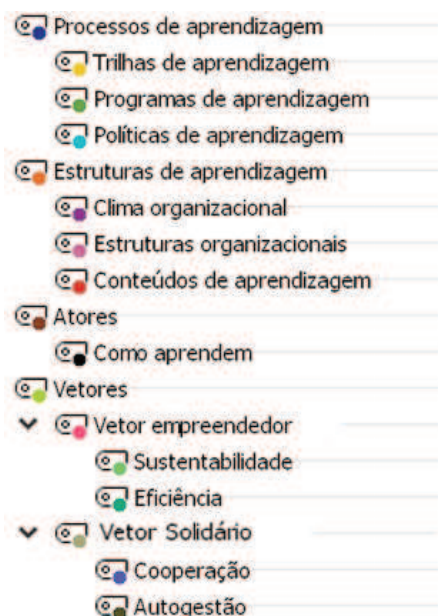 Processos de aprendizagem
Trilhas de aprendizagem
Programas de aprendizagem
Políticas de aprendizagem
Estruturas de aprendizagem
Clima organizacional
Estruturas organizacionais
Conteúdos de aprendizagem
Atores
Como aprendem
Vetores
Vetor empreendedor
Sustentabilidade
Eficiência
Vetor Solidário
Cooperação
Autogestão